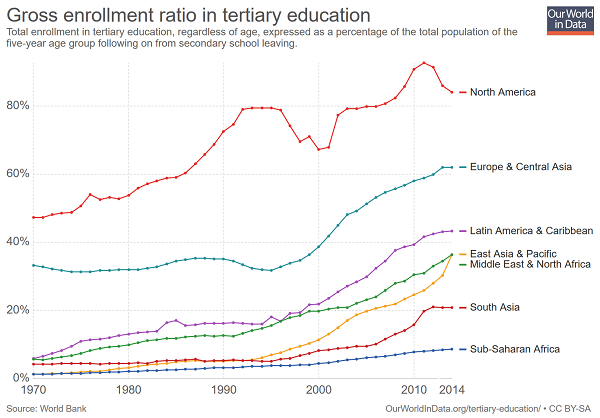 Gross enrollment ratio in tertiary education
Our World
in Data
Total enrollment in tertiary education, regardless of age, expressed as a percentage of the total population of the
five-year age group following on from secondary school leaving.
80%
60%
40%
20%
0%
North America
Europe & Central Asia
Latin America & Caribbean
East Asia & Pacific
Middle East & North Africa
South Asia
Sub-Saharan Africa
1970
1980
1990
2000
2010
2014
Source: World Bank
OurWorldInData.org/tertiary-education/ • CC BY-SA